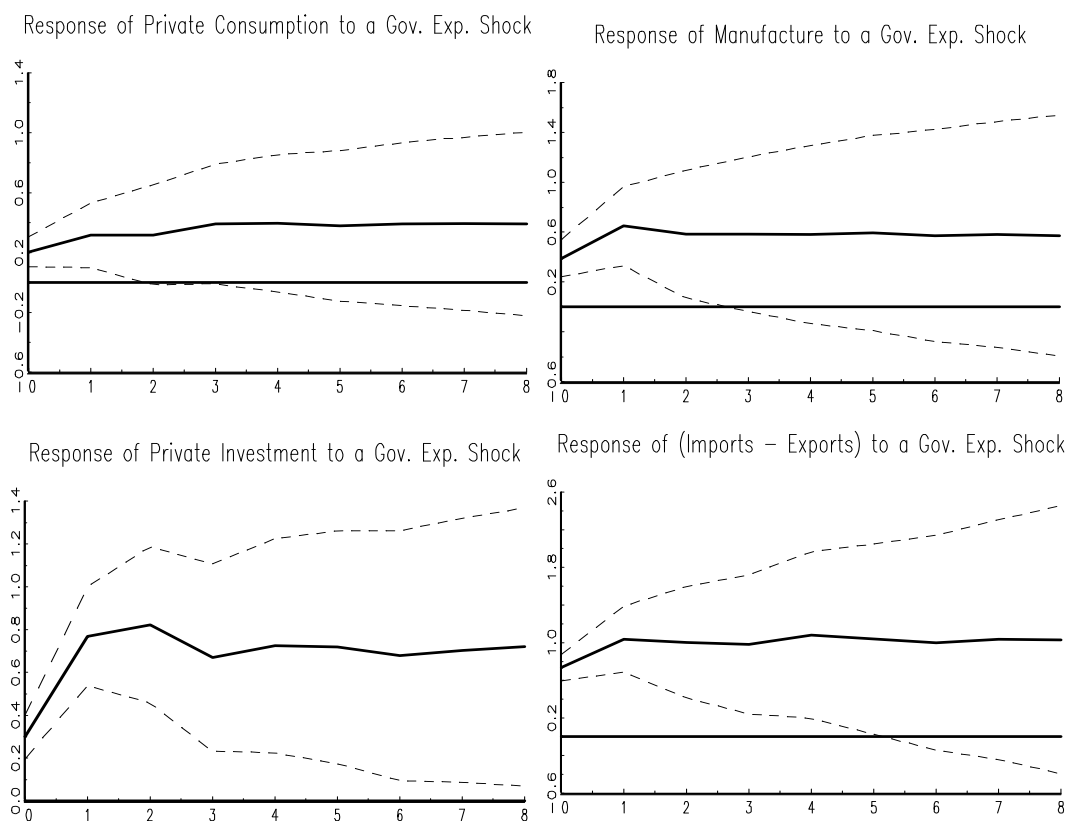 Response of Private Consumption to a Gov. Exp. Shock
−0.6 −0.2 0.2 0.6 1.0 1.4
0 1 2 3 4 5 6 7 8
Response of Manufacture to a Gov. Exp. Shock
−0.6 0.2 0.6 1.0 1.4 1.8
0 1 2 3 4 5 6 7 8
Response of Private Investment to a Gov. Exp. Shock
0.0 0.2 0.4 0.6 0.8 1.0 1.2 1.4
0 1 2 3 4 5 6 7 8
Response of (Imports − Exports) to a Gov. Exp. Shock
−0.6 0.2 1.0 1.8 2.6
0 1 2 3 4 5 6 7 8